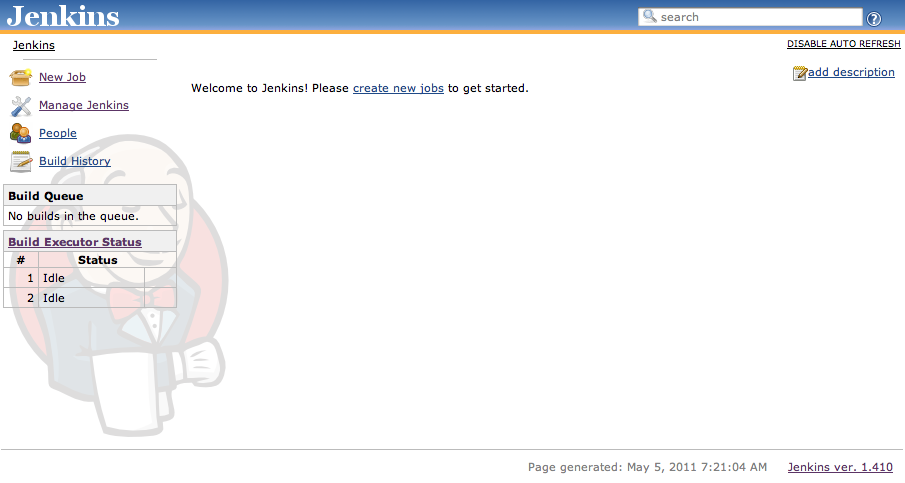 Jenkins
search
Jenkins
DISABLE AUTO REFRESH
add description
New Job
Manage Jenkins
People
Build History
Welcome to Jenkins! Please create new jobs to get started.
Build Queue
No builds in the queue.
Build Executor Status
# Status
1 Idle
2 Idle
Page generated: May 5, 2011 7:21:04 AM Jenkins ver. 1.410